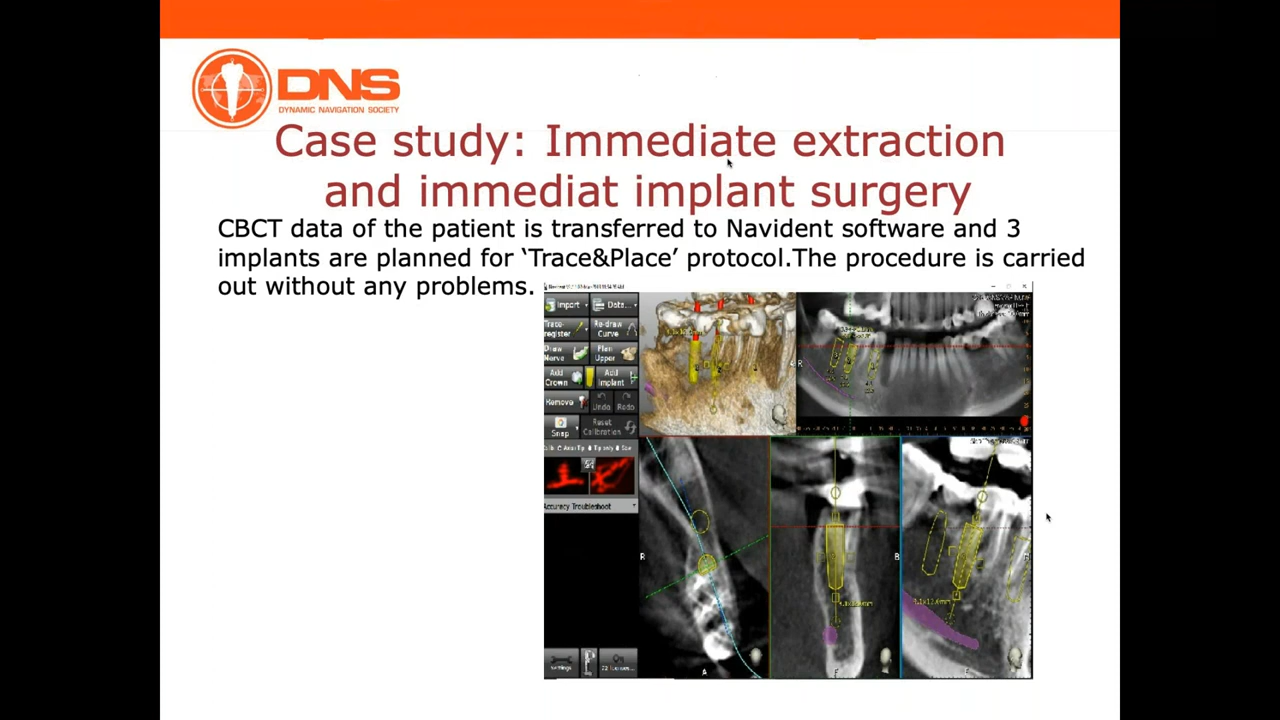 DNS
DYNAMIC NAVIGATION SOCIETY
Case study: Immediate extraction
and immediat implant surgery
CBCT data of the patient is transferred to Navident software and 3
implants are planned for ‘Trace&Place’ protocol.The procedure is carried
out without any problems.
Import
Data...
Trace-
register
Re-draw
Curve
Draw
Nerve
Plan
Upper
Add
Crown
Add
Implant
Remove
Undo
Redo
Snap
Reset
Calibration
Accuracy Troubleshoot
Settings
R
R
B
A